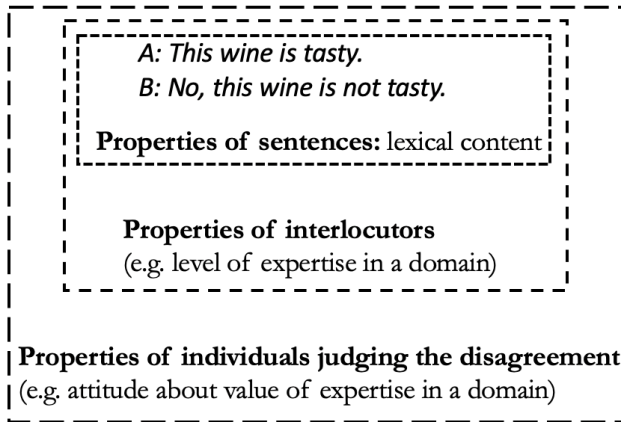 A: This wine is tasty.
B: No, this wine is not tasty.
Properties of sentences: lexical content
Properties of interlocutors
(e.g. level of expertise in a domain)
Properties of individuals judging the disagreement
(e.g. attitude about value of expertise in a domain)